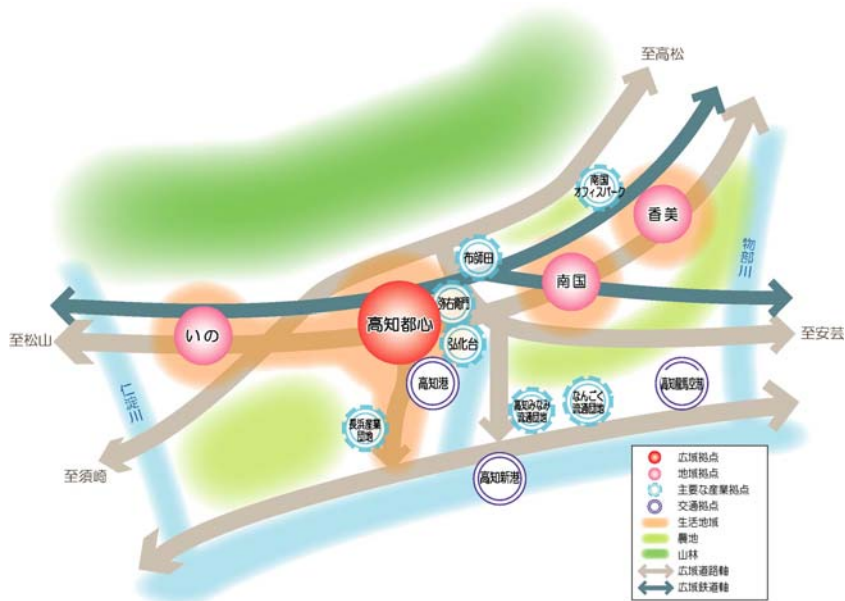 至高松
南国
オフィスパーク
香美
物部川
布師田
南国
弥右衛門
高知都心
いの
至松山
弘化台
至安芸
仁淀川
高知港
高知龍馬空港
なんごく
流通団地
高知みなみ
流通団地
長浜産業
団地
至須崎
高知新港
広域拠点
地域拠点
主要な産業拠点
交通拠点
生活地域
農地
山林
広域道路軸
広域鉄道軸